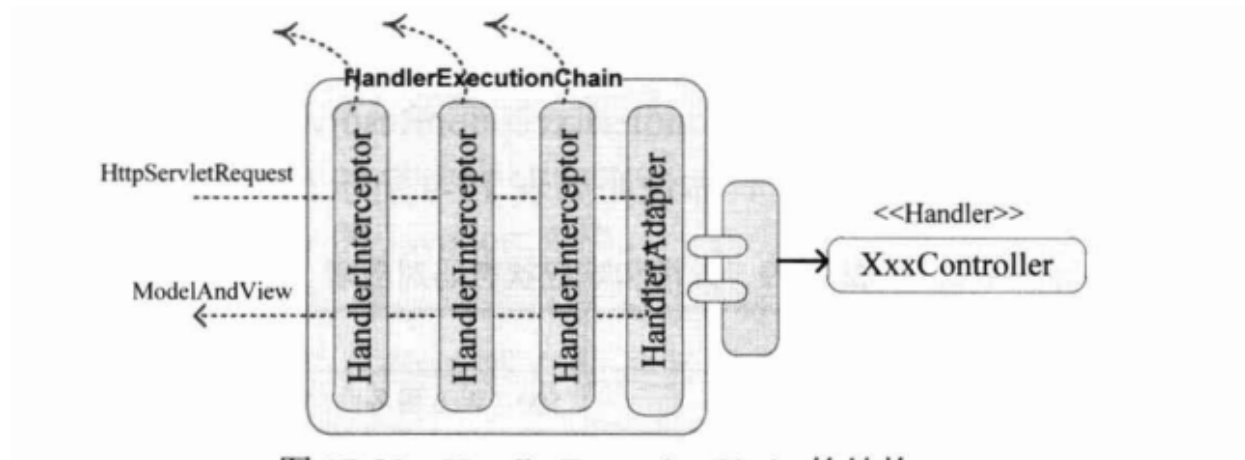 HandlerExecutionChain
HttpServletRequest
ModelAndView
HandlerInterceptor
HandlerInterceptor
HandlerInterceptor
HandlerAdapter
<<Handler>>
XxxController